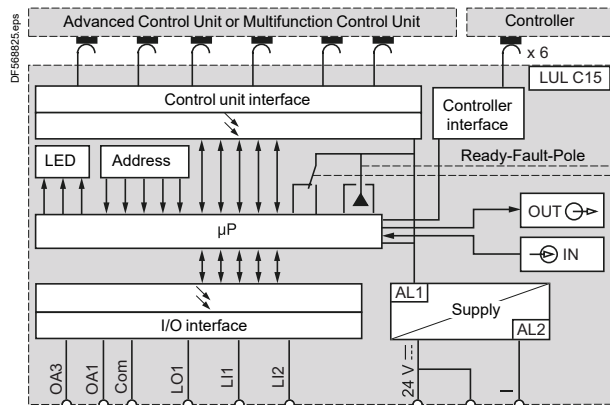 Advanced Control Unit or Multifunction Control Unit
Controller
DF568825.eps
x 6
LUL C15
Control unit interface
Controller
interface
LED
Address
Ready-Fault-Pole
µP
OUT
IN
AL1
Supply
AL2
I/O interface
OA3
OA1
Com
LO1
LI1
LI2
24 V
I